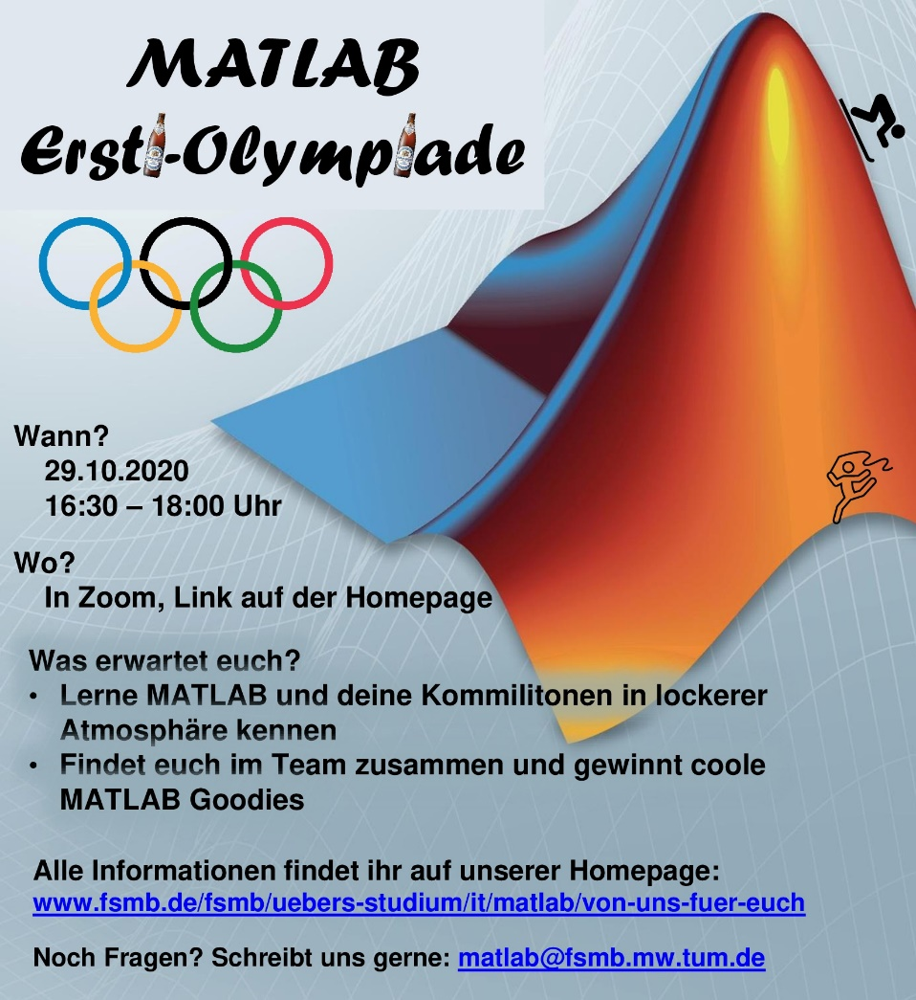 MATLAB
Ersti-Olympiade
Wann?
29.10.2020
16:30 – 18:00 Uhr
Wo?
In Zoom, Link auf der Homepage
Was erwartet euch?
• Lerne MATLAB und deine Kommilitonen in lockerer
Atmosphäre kennen
• Findet euch im Team zusammen und gewinnt coole
MATLAB Goodies
Alle Informationen findet ihr auf unserer Homepage:
www.fsmb.de/fsmb/uebers-studium/it/matlab/von-uns-fuer-euch
Noch Fragen? Schreibt uns gerne: matlab@fsmb.mw.tum.de